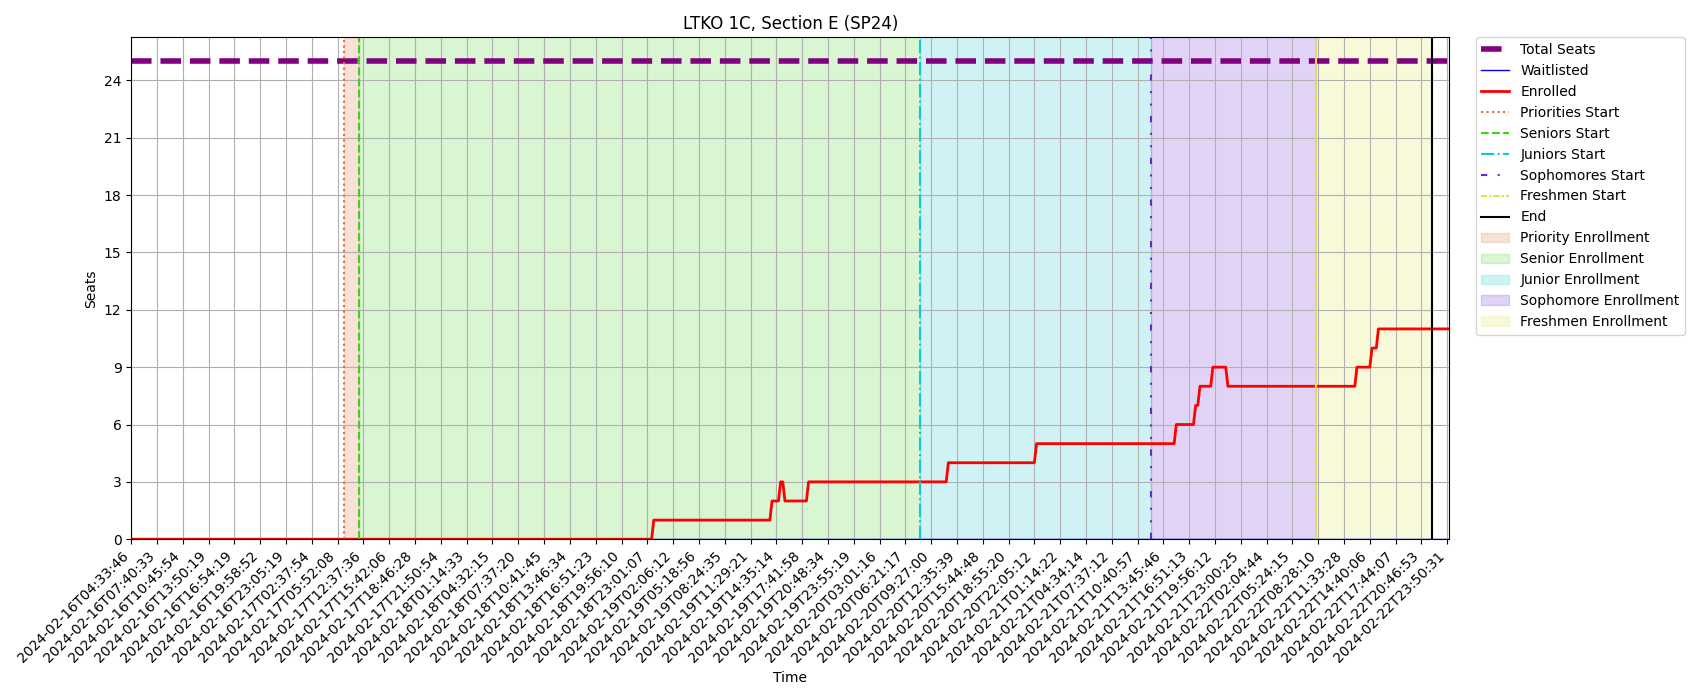 LTKO 1C, Section E (SP24)
Seats
24
21
18
15
12
9
6
3
0
2024-02-16T04:33:46
2024-02-16T07:40:33
2024-02-16T10:45:54
2024-02-16T13:50:19
2024-02-16T16:54:19
2024-02-16T19:58:52
2024-02-16T23:05:19
2024-02-17T02:37:54
2024-02-17T05:52:08
2024-02-17T12:37:36
2024-02-17T15:42:06
2024-02-17T18:46:28
2024-02-17T21:50:54
2024-02-18T01:14:33
2024-02-18T04:32:15
2024-02-18T07:37:20
2024-02-18T10:41:45
2024-02-18T13:46:34
2024-02-18T16:51:23
2024-02-18T19:56:10
2024-02-18T23:01:07
2024-02-19T02:06:12
2024-02-19T05:18:56
2024-02-19T08:24:35
2024-02-19T11:29:21
2024-02-19T14:35:14
2024-02-19T17:41:58
2024-02-19T20:48:34
2024-02-19T23:55:19
2024-02-20T03:01:16
2024-02-20T06:21:17
2024-02-20T09:27:00
2024-02-20T12:35:39
2024-02-20T15:44:48
2024-02-20T18:55:20
2024-02-20T22:05:12
2024-02-21T01:14:22
2024-02-21T04:34:14
2024-02-21T07:37:12
2024-02-21T10:40:57
2024-02-21T13:45:46
2024-02-21T16:51:13
2024-02-21T19:56:12
2024-02-21T23:00:25
2024-02-22T02:04:44
2024-02-22T05:24:15
2024-02-22T08:28:10
2024-02-22T11:33:28
2024-02-22T14:40:06
2024-02-22T17:44:07
2024-02-22T20:46:53
2024-02-22T23:50:31
Time
Total Seats
Waitlisted
Enrolled
Priorities Start
Seniors Start
Juniors Start
Sophomores Start
Freshmen Start
End
Priority Enrollment
Senior Enrollment
Junior Enrollment
Sophomore Enrollment
Freshmen Enrollment